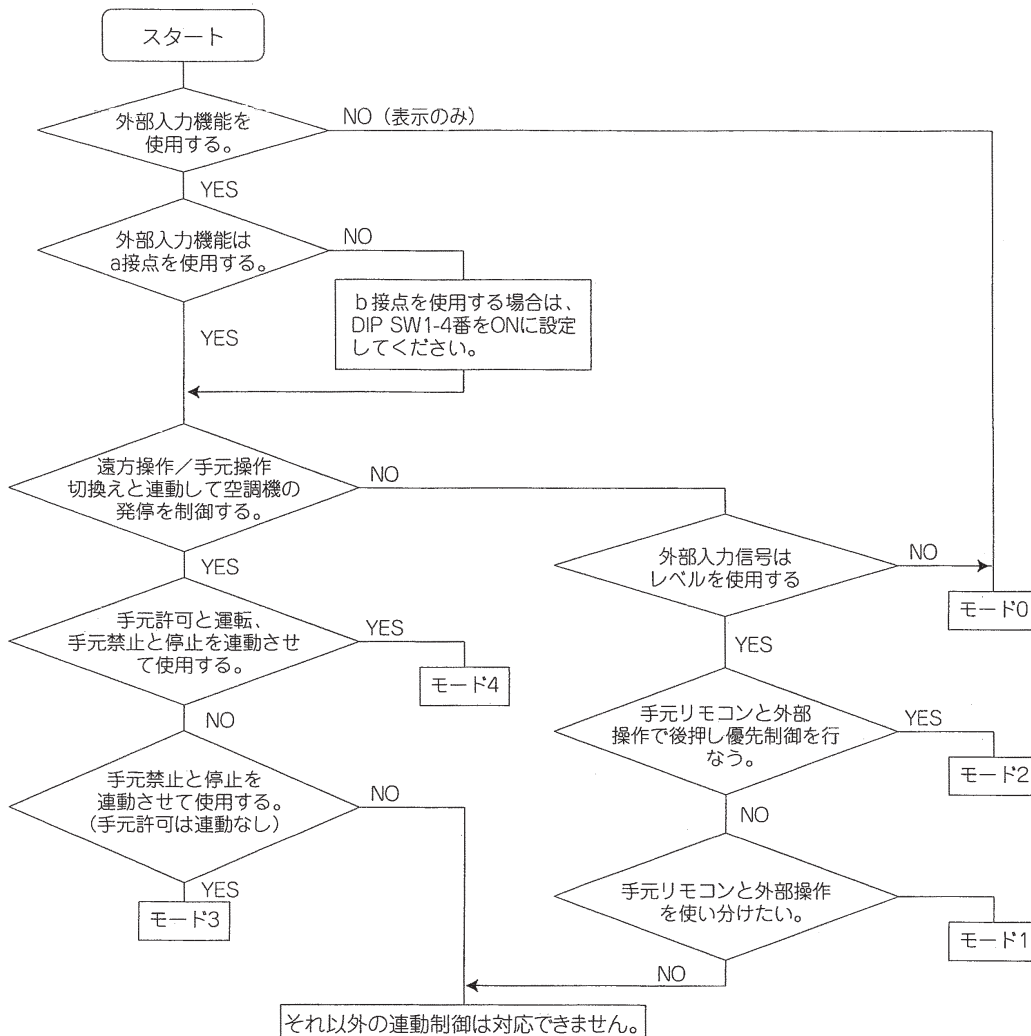 スタート
外部入力機能を
使用する。
NO（表示のみ）
YES
外部入力機能は
a接点を使用する。
NO
b接点を使用する場合は、
DIP SW1-4番をONに設定
してください。
YES
遠方操作／手元操作
切換えと連動して空調機の
発停を制御する。
NO
YES
外部入力信号は
レベルを使用する
NO
モード0
手元許可と運転、
手元禁止と停止を連動させ
て使用する。
YES
モード4
NO
YES
手元リモコンと外部
操作で後押し優先制御を行
なう。
YES
モード2
手元禁止と停止を
連動させて使用する。
（手元許可は連動なし）
NO
YES
モード3
NO
手元リモコンと外部操作
を使い分けたい。
モード1
NO
それ以外の連動制御は対応できません。